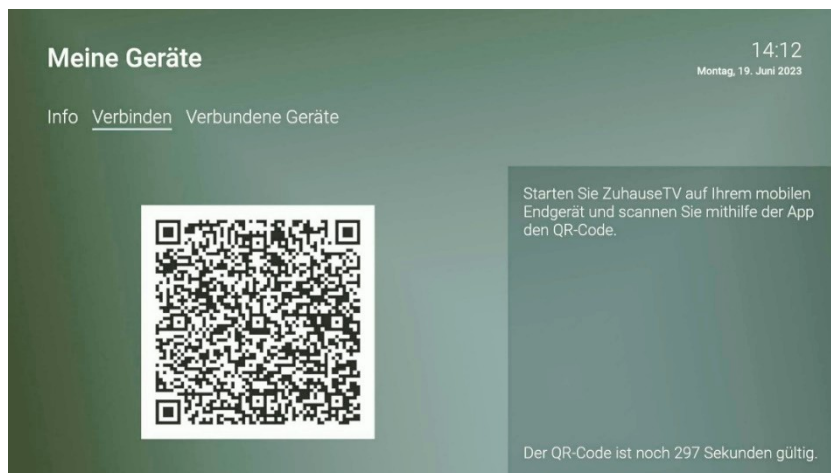 Meine Geräte
14:12
Montag, 19. Juni 2023
Info Verbinden Verbundene Geräte
Starten Sie ZuhauseTV auf Ihrem mobilen
Endgerät und scannen Sie mithilfe der App
den QR-Code.
Der QR-Code ist noch 297 Sekunden gültig.